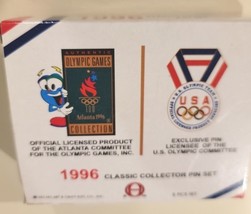 AUTHENTIC
OLYMPIC GAMES
Atlanta 1996
COLLECTION
USA
OFFICIAL LICENSED PRODUCT
OF THE ATLANTA COMMITTEE
FOR THE OLYMPIC GAMES, INC.
EXCLUSIVE PIN
LICENSEE OF THE
U.S. OLYMPIC COMMITTEE
1996 CLASSIC COLLECTOR PIN SET